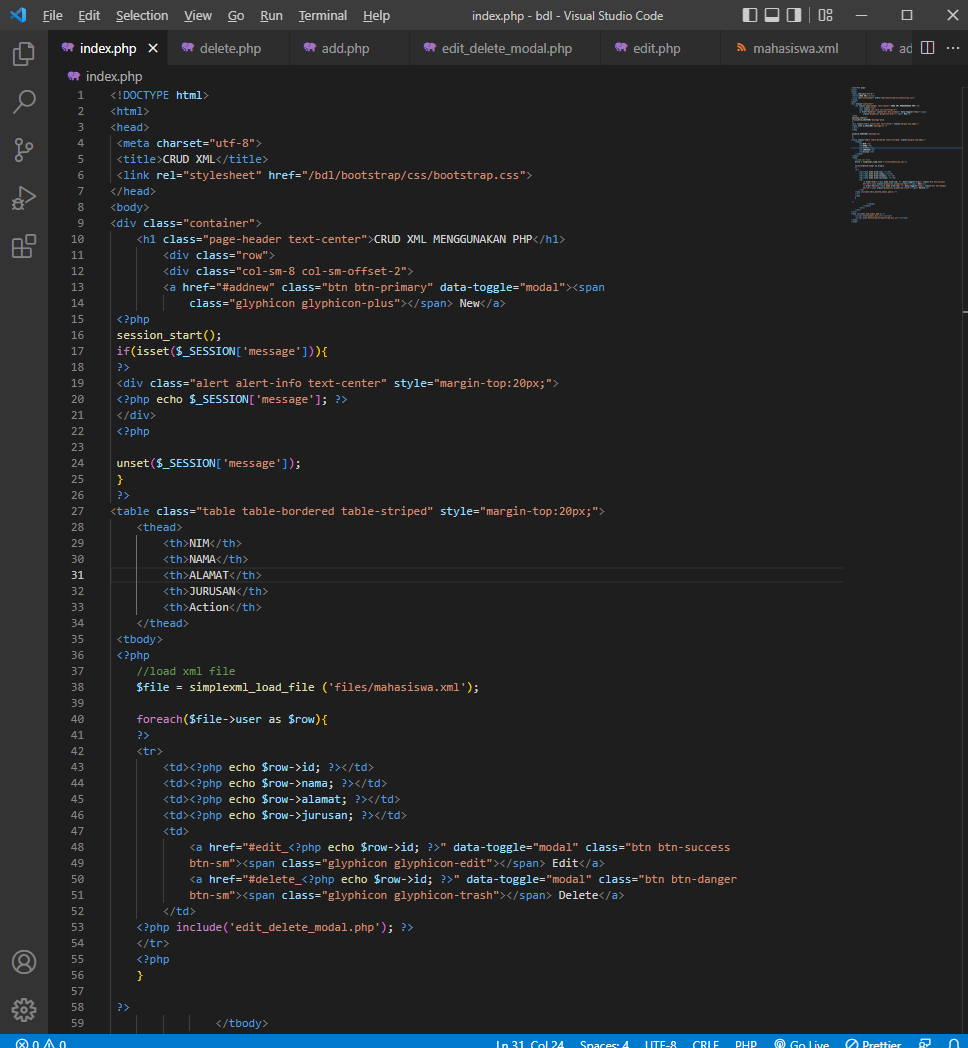 File Edit Selection View Go Run Terminal Help index.php - bdl - Visual Studio Code
index.php delete.php add.php edit_delete_modal.php edit.php mahasiswa.xml ad
index.php
1 <!DOCTYPE html>
2 <html>
3 <head>
4 <meta charset="utf-8">
5 <title>CRUD XML</title>
6 <link rel="stylesheet" href="/bdl/bootstrap/css/bootstrap.css">
7 </head>
8 <body>
9 <div class="container">
10 <h1 class="page-header text-center">CRUD XML MENGGUNAKAN PHP</h1>
11 <div class="row">
12 <div class="col-sm-8 col-sm-offset-2">
13 <a href="#addnew" class="btn btn-primary" data-toggle="modal"><span
14 class="glyphicon glyphicon-plus"></span> New</a>
15 <?php
16 session_start();
17 if(isset($_SESSION['message'])){
18 ?>
19 <div class="alert alert-info text-center" style="margin-top:20px;">
20 <?php echo $_SESSION['message']; ?>
21 </div>
22 <?php
23
24 unset($_SESSION['message']);
25 }
26 ?>
27 <table class="table table-bordered table-striped" style="margin-top:20px;">
28 <thead>
29 <th>NIM</th>
30 <th>NAMA</th>
31 <th>ALAMAT</th>
32 <th>JURUSAN</th>
33 <th>Action</th>
34 </thead>
35 <tbody>
36 <?php
37 //load xml file
38 $file = simplexml_load_file ('files/mahasiswa.xml');
39
40 foreach($file->user as $row){
41 ?>
42 <tr>
43 <td><?php echo $row->id; ?></td>
44 <td><?php echo $row->nama; ?></td>
45 <td><?php echo $row->alamat; ?></td>
46 <td><?php echo $row->jurusan; ?></td>
47 <td>
48 <a href="#edit_<?php echo $row->id; ?>" data-toggle="modal" class="btn btn-success
49 btn-sm"><span class="glyphicon glyphicon-edit"></span> Edit</a>
50 <a href="#delete_<?php echo $row->id; ?>" data-toggle="modal" class="btn btn-danger
51 btn-sm"><span class="glyphicon glyphicon-trash"></span> Delete</a>
52 </td>
53 <?php include('edit_delete_modal.php'); ?>
54 </tr>
55 <?php
56 }
57
58 ?>
59 </tbody>
0 0 Ln 31, Col 24 Spaces: 4 UTF-8 CRLF PHP Go Live Prettier